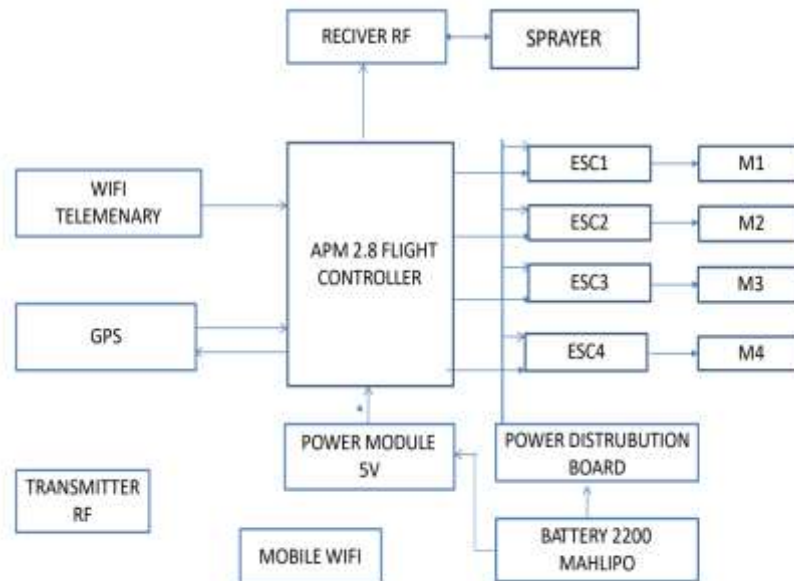 RECIVER RF
SPRAYER
WIFI
TELEMENARY
APM 2.8 FLIGHT
CONTROLLER
GPS
ESC1
M1
ESC2
M2
ESC3
M3
ESC4
M4
POWER MODULE
5V
POWER DISTRUBUTION
BOARD
TRANSMITTER
RF
MOBILE WIFI
BATTERY 2200
MAHLIPO